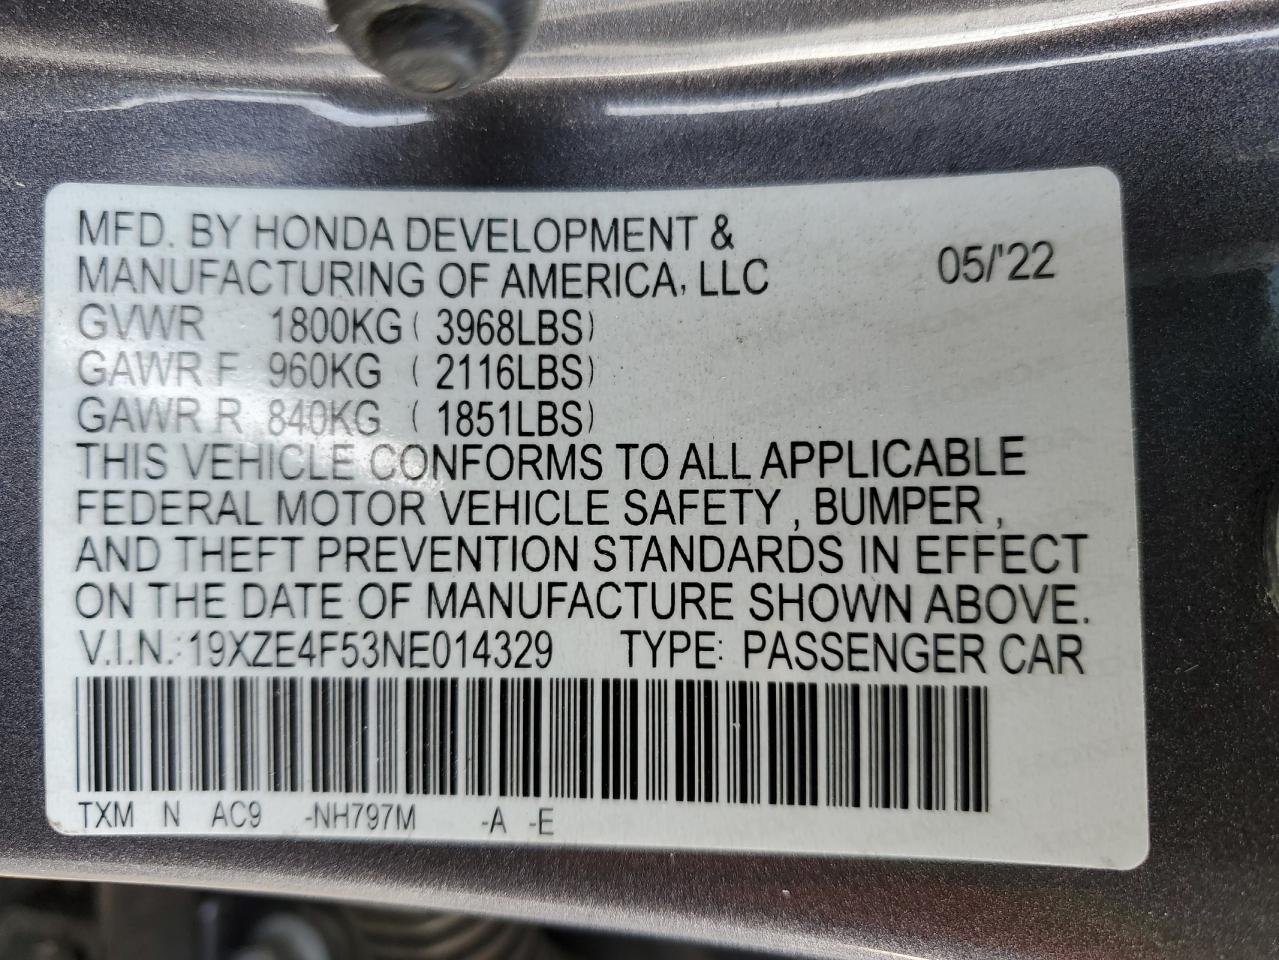 MFD. BY HONDA DEVELOPMENT &
MANUFACTURING OF AMERICA, LLC 05/'22
GVWR 1800KG ( 3968LBS)
GAWR F 960KG ( 2116LBS)
GAWR R 840KG ( 1851LBS)
THIS VEHICLE CONFORMS TO ALL APPLICABLE
FEDERAL MOTOR VEHICLE SAFETY , BUMPER ,
AND THEFT PREVENTION STANDARDS IN EFFECT
ON THE DATE OF MANUFACTURE SHOWN ABOVE.
V.I.N.: 19XZE4F53NE014329 TYPE: PASSENGER CAR
TXM N AC9 -NH797M -A -E